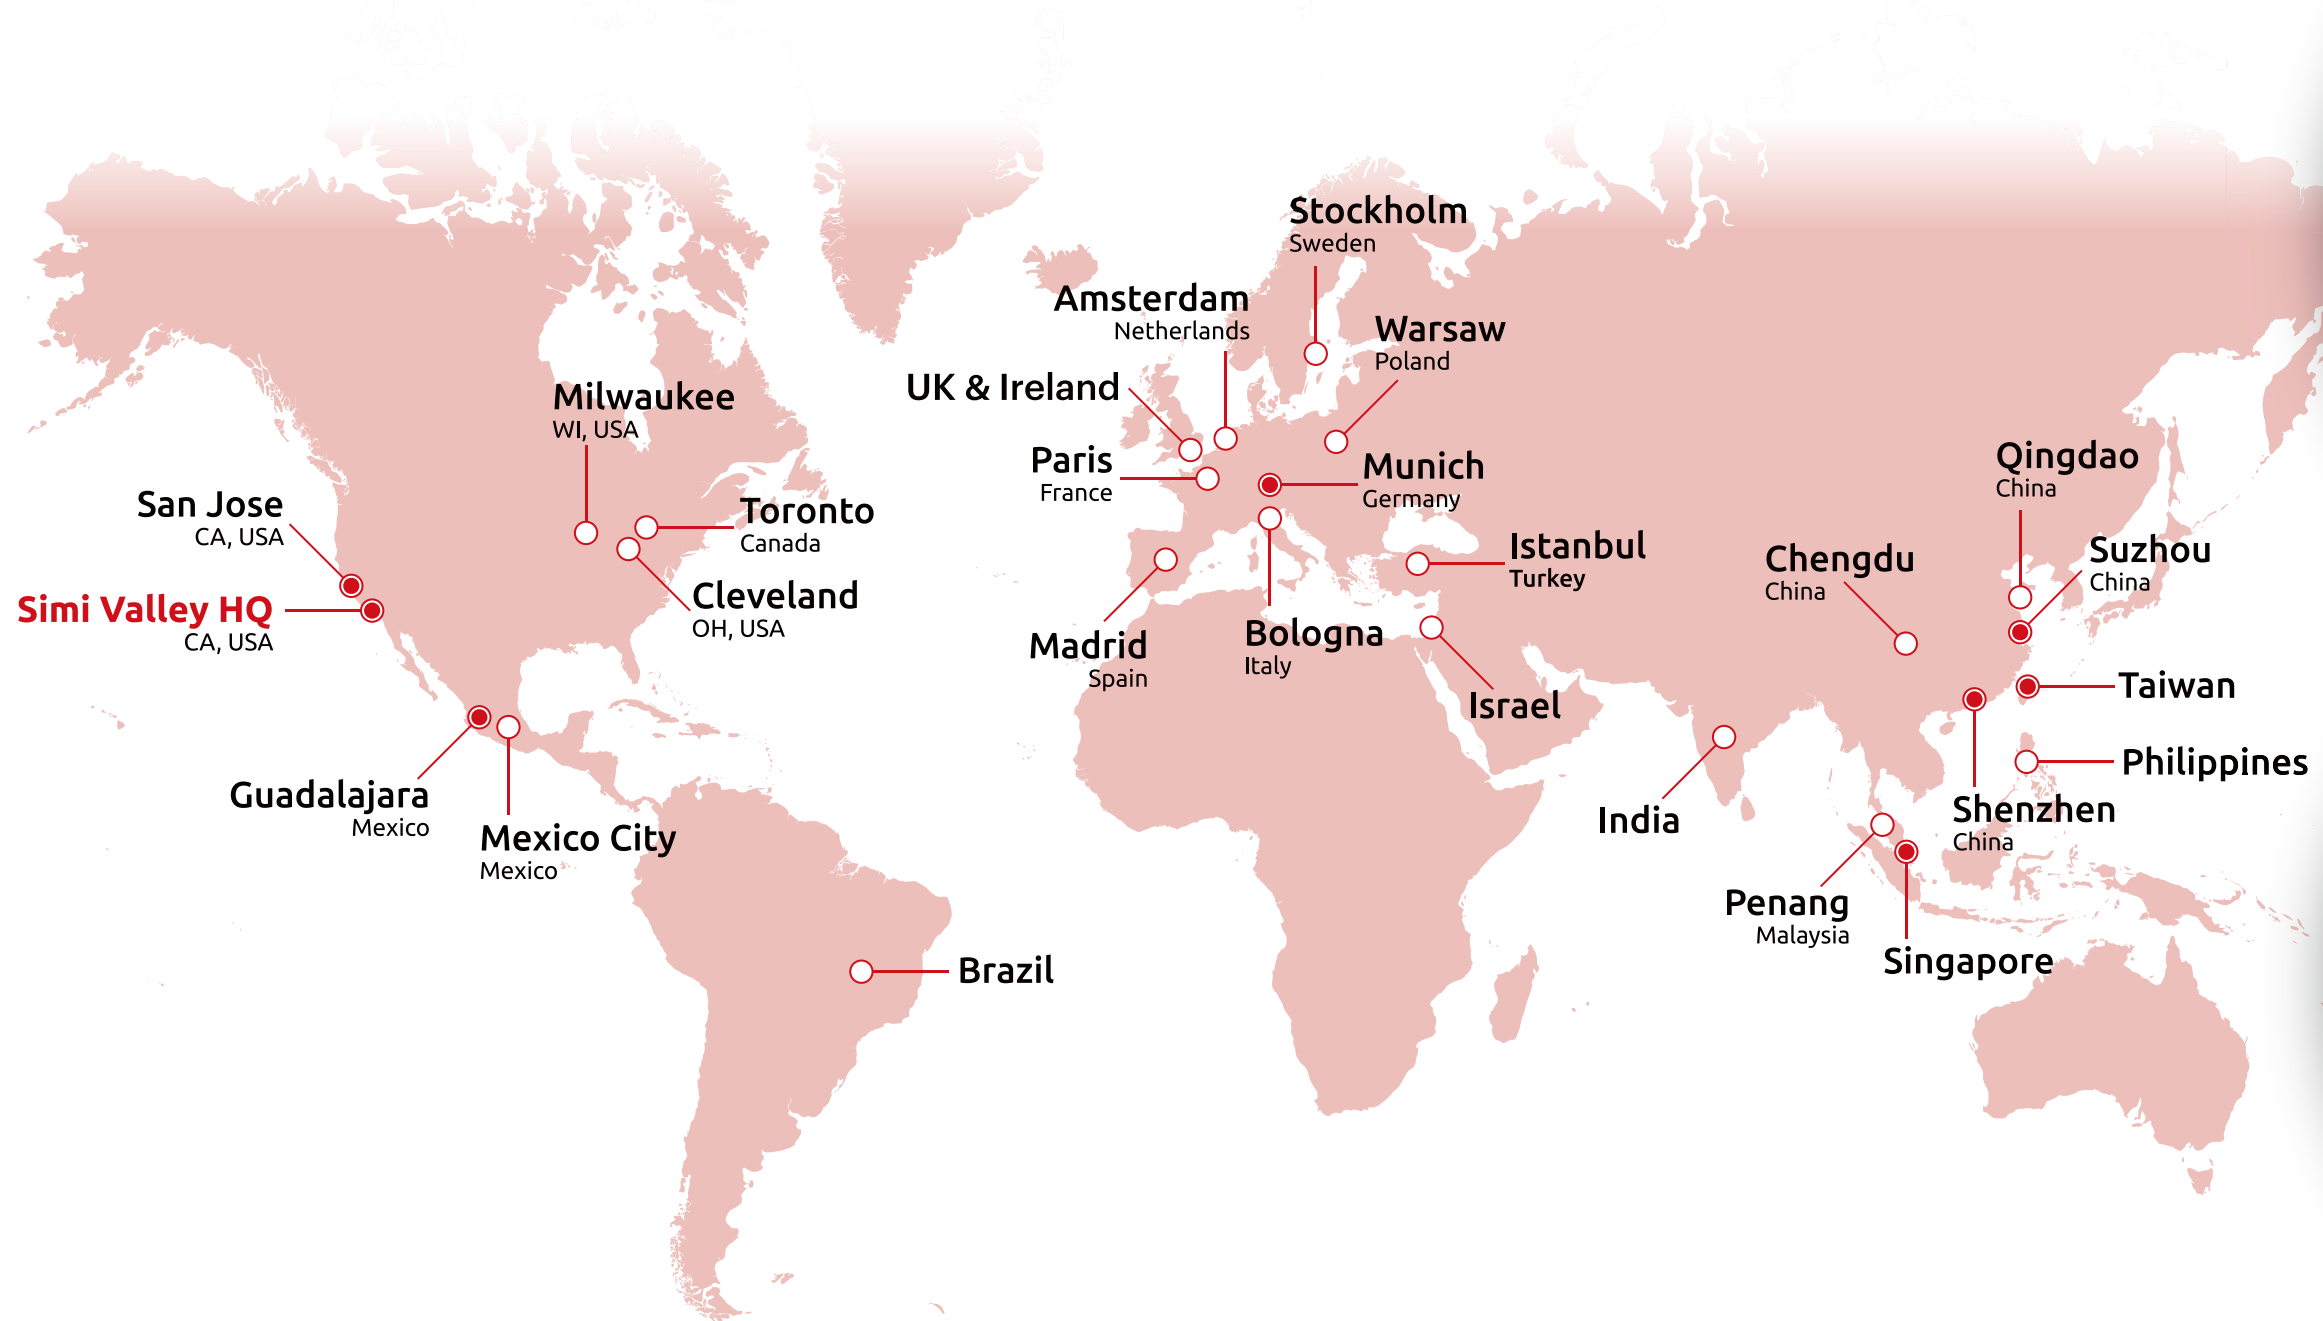 Stockholm
Sweden
Amsterdam
Netherlands
Warsaw
Poland
UK & Ireland
Milwaukee
WI, USA
Paris
France
Munich
Germany
Qingdao
China
San Jose
CA, USA
Toronto
Canada
Istanbul
Turkey
Chengdu
China
Suzhou
China
Simi Valley HQ
CA, USA
Cleveland
OH, USA
Madrid
Spain
Bologna
Italy
Israel
Taiwan
Philippines
Guadalajara
Mexico
Mexico City
Mexico
India
Shenzhen
China
Penang
Malaysia
Singapore
Brazil